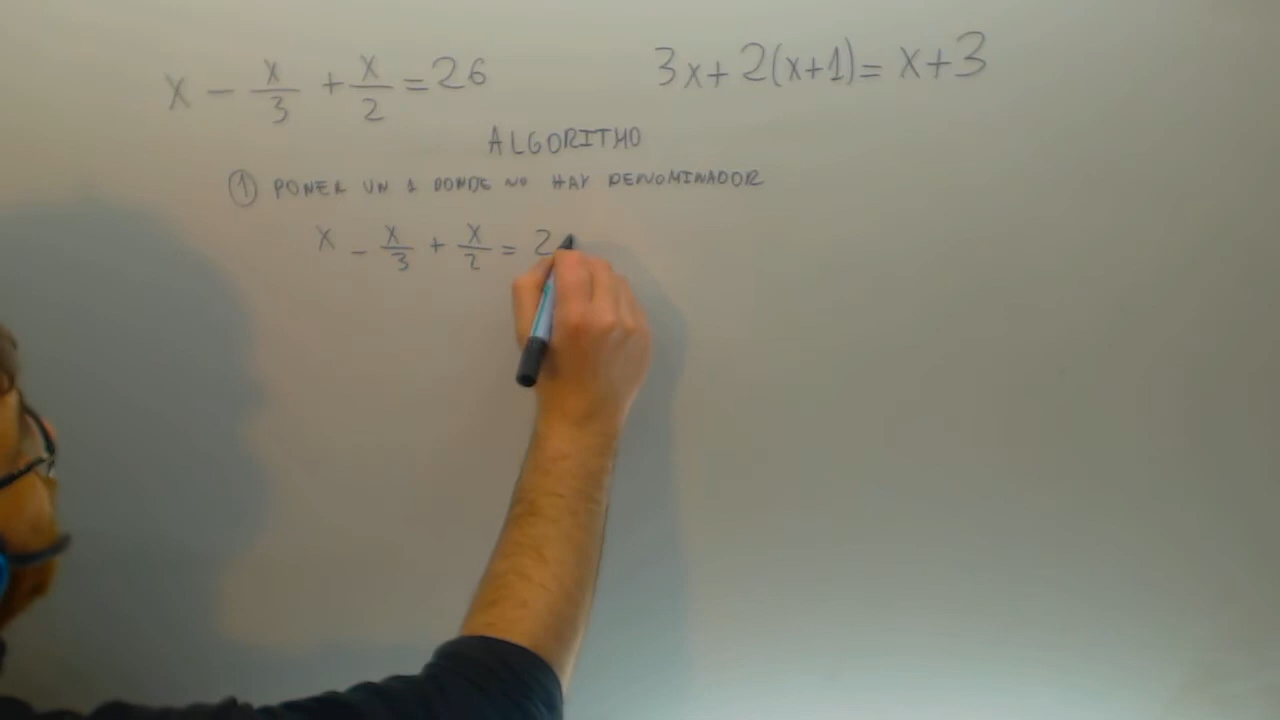 x - x/3 + x/2 = 26
3x + 2(x+1) = x+3
ALGORITMO
① PONER UN 1 DONDE NO HAY DENOMINADOR
x - x/3 + x/2 = 2